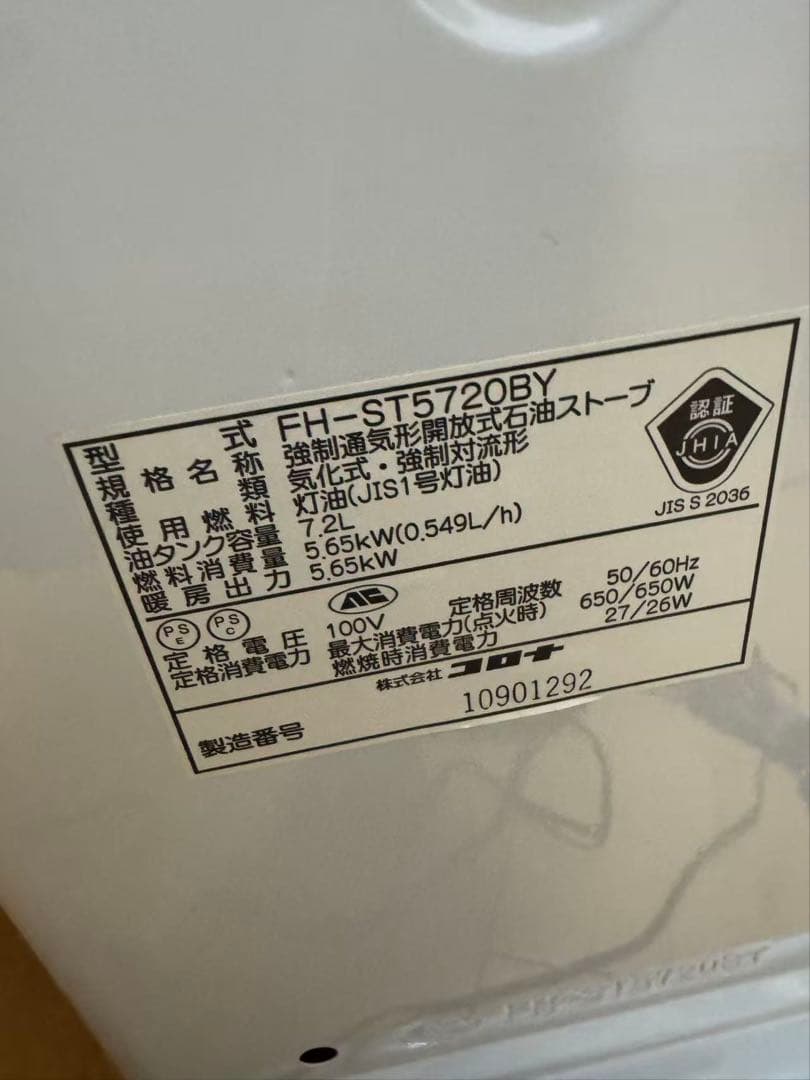 型式 FH-ST5720BY
規格名称 強制通気形開放式石油ストーブ
種類 気化式・強制対流形
使用燃料 灯油(JIS1号灯油)
油タンク容量 7.2L
燃料消費量 5.65kW(0.549L/h)
暖房出力 5.65kW
認証
JHIA
JIS S 2036
PSE PSC
定格電圧 100V 定格周波数 50/60Hz
定格消費電力 最大消費電力(点火時) 650/650W
燃焼時消費電力 27/26W
株式会社コロナ
製造番号 10901292